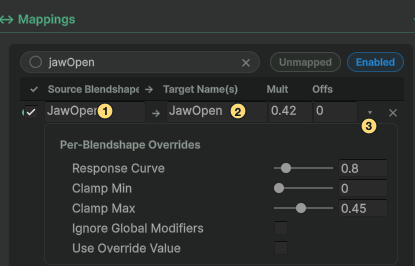 ↔ Mappings
jawOpen × Unmapped Enabled
✓ Source Blendshape → Target Name(s) Mult Offs
✓ JawOpen 1 → JawOpen 2 0.42 0 3 ×
Per-Blendshape Overrides
Response Curve 0.8
Clamp Min 0
Clamp Max 0.45
Ignore Global Modifiers
Use Override Value